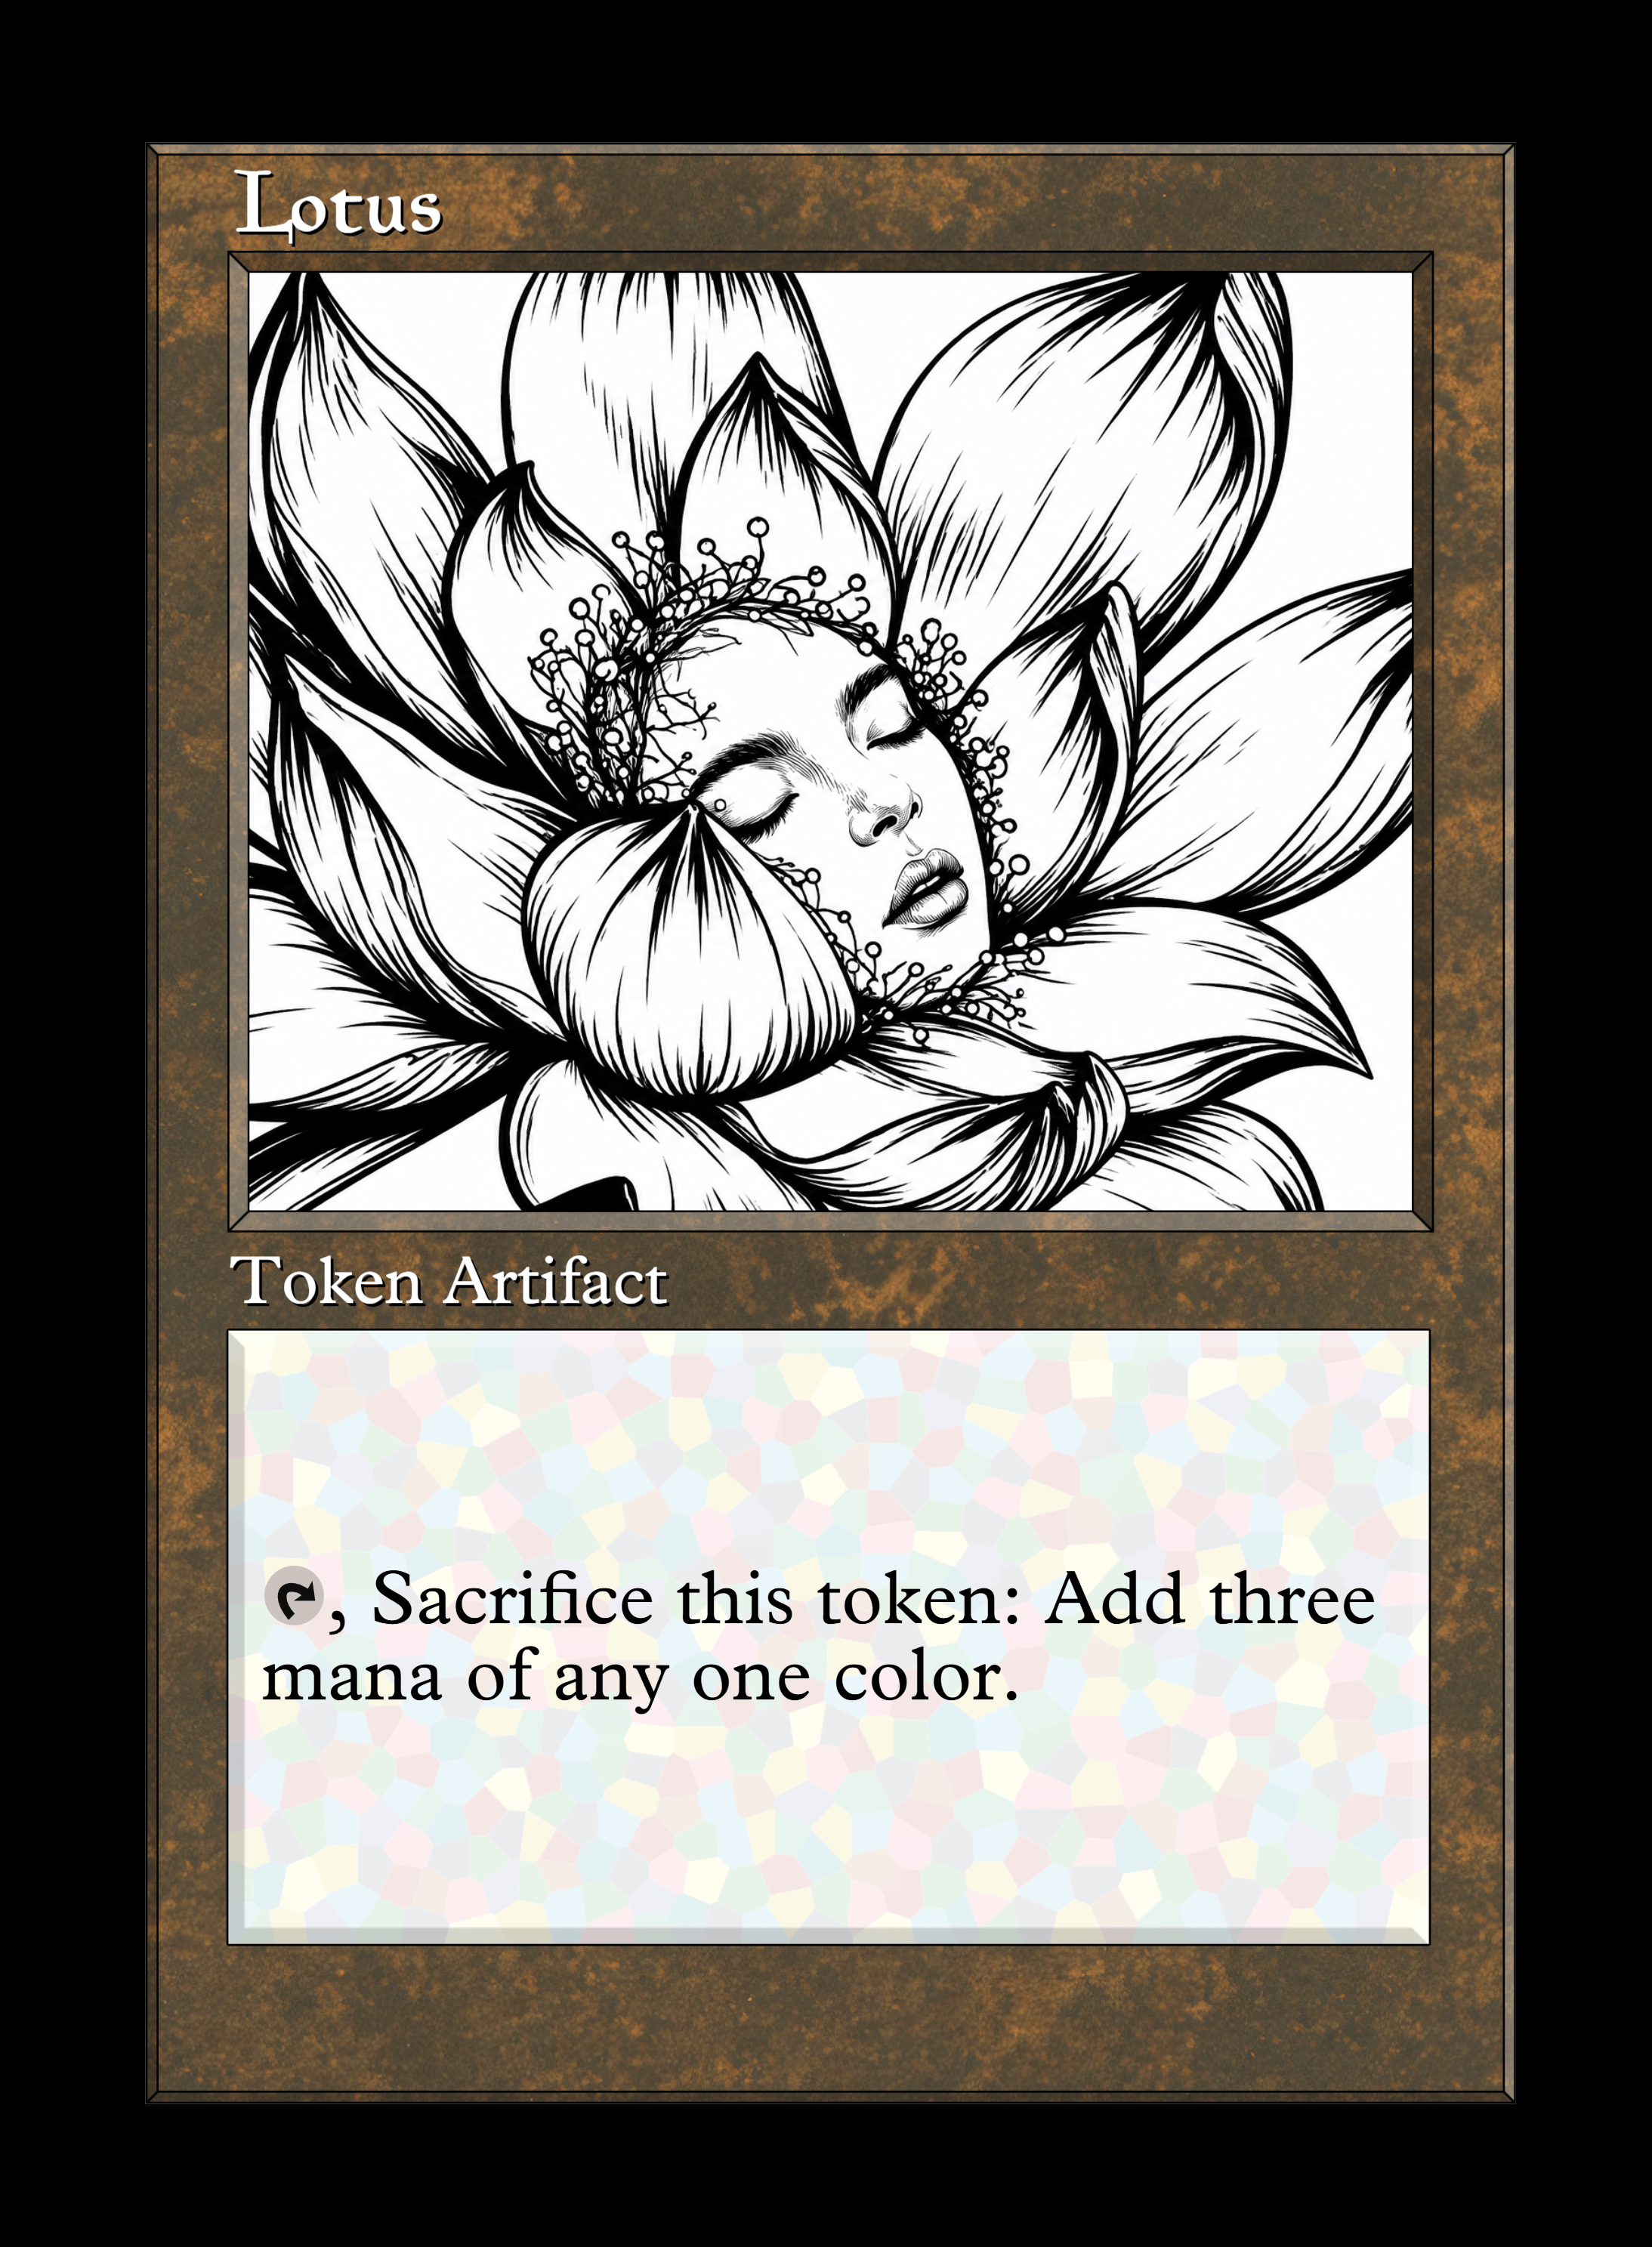 Lotus
Token Artifact
, Sacrifice this token: Add three
mana of any one color.